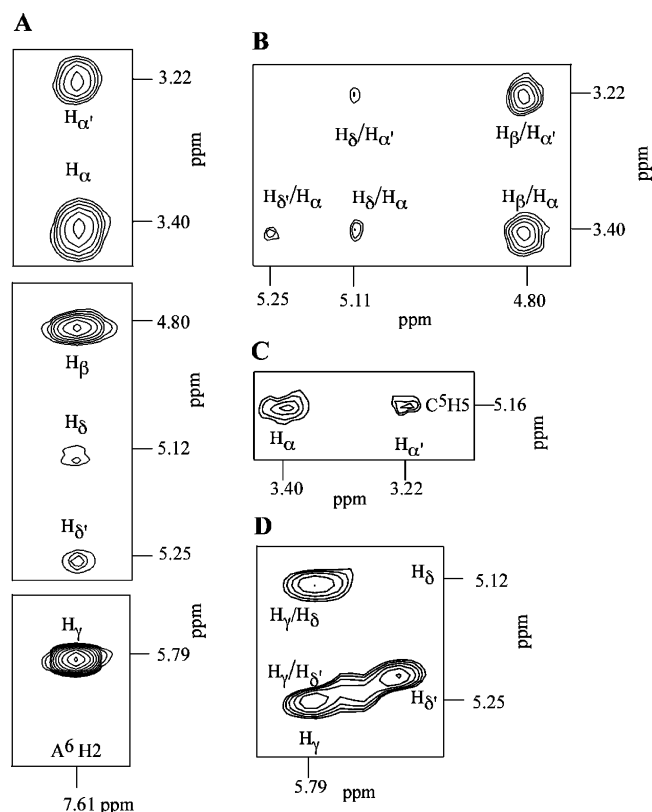 A
3.22
Hα'
ppm
Hα
3.40
4.80
Hβ
ppm
Hδ
5.12
Hδ'
5.25
Hγ
5.79
ppm
A⁶ H2
7.61 ppm
B
3.22
Hδ/Hα'
Hβ/Hα'
ppm
Hδ'/Hα
Hδ/Hα
Hβ/Hα
3.40
5.25
5.11
4.80
ppm
C
C⁵H5
5.16
Hα
Hα'
ppm
3.40
3.22
ppm
D
Hδ
5.12
Hγ/Hδ
ppm
Hγ/Hδ'
Hδ'
5.25
Hγ
5.79
ppm